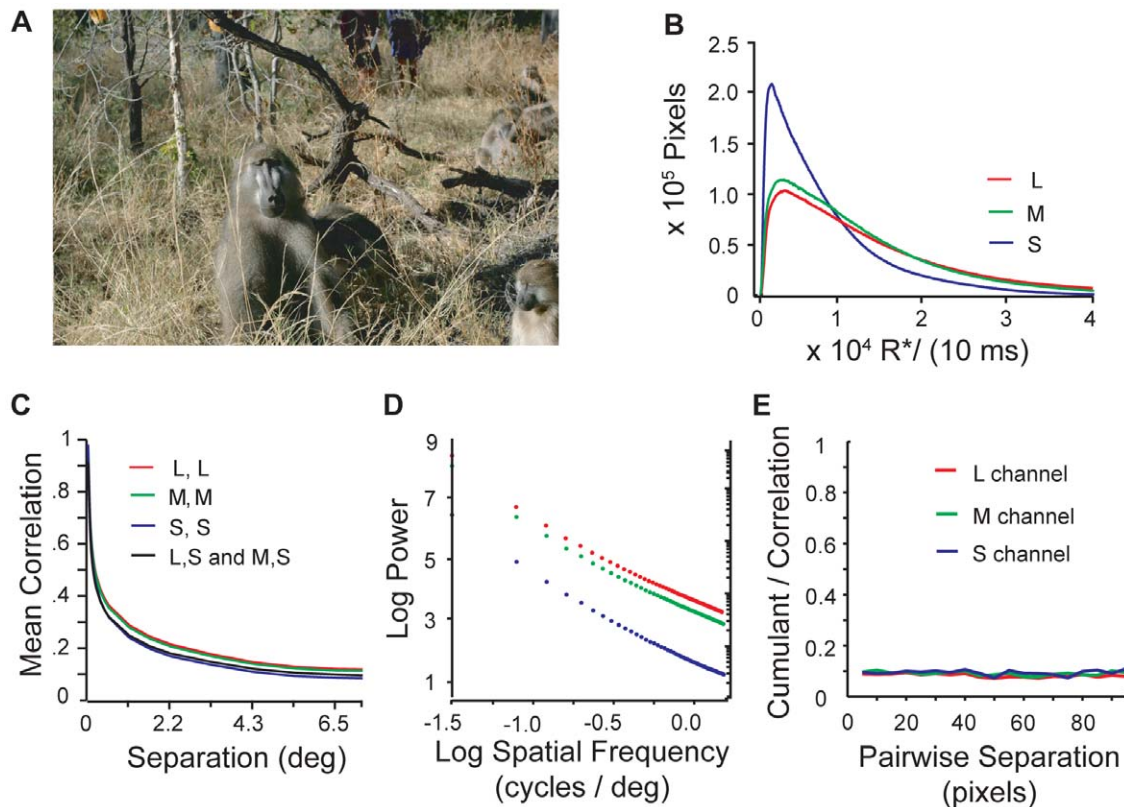 A
B
2.5
2.0
1.5
1.0
0.5
0
x 10⁵ Pixels
L
M
S
0 1 2 3 4
x 10⁴ R*/ (10 ms)
C
1
.8
.6
.4
.2
0
Mean Correlation
L, L
M, M
S, S
L,S and M,S
0 2.2 4.3 6.5
Separation (deg)
D
9
7
5
3
1
Log Power
-1.5 -1.0 -0.5 0.0
Log Spatial Frequency
(cycles / deg)
E
1
0.8
0.6
0.4
0.2
0
Cumulant / Correlation
L channel
M channel
S channel
20 40 60 80
Pairwise Separation
(pixels)